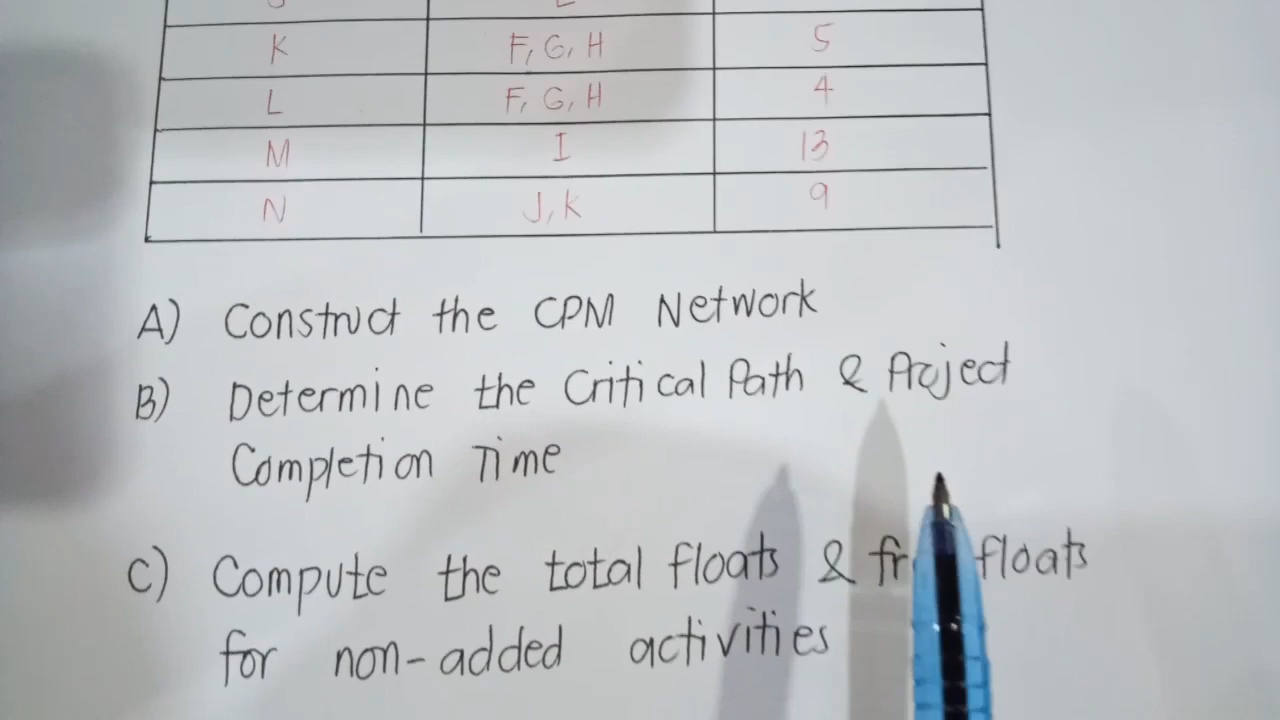 K F, G, H 5
L F, G, H 4
M I 13
N J, K 9
A) Construct the CPM Network
B) Determine the Critical Path & Project
Completion Time
C) Compute the total floats & floats
for non-added activities